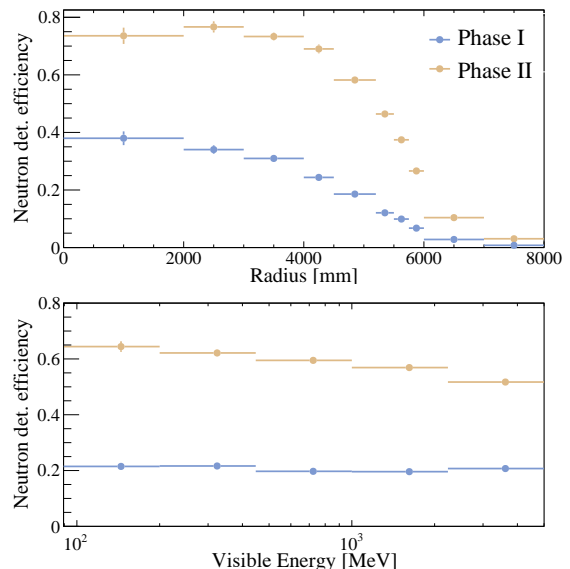 0.8
0.6
0.4
0.2
0
Neutron det. efficiency
Phase I
Phase II
0 2000 4000 6000 8000
Radius [mm]
0.8
0.6
0.4
0.2
0
Neutron det. efficiency
10² 10³
Visible Energy [MeV]